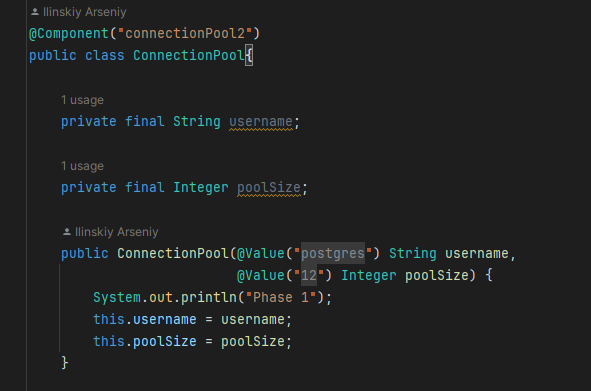 Ilinskiy Arseniy
@Component("connectionPool2")
public class ConnectionPool{
1 usage
private final String username;
1 usage
private final Integer poolSize;
Ilinskiy Arseniy
public ConnectionPool(@Value("postgres") String username,
@Value("12") Integer poolSize) {
System.out.println("Phase 1");
this.username = username;
this.poolSize = poolSize;
}